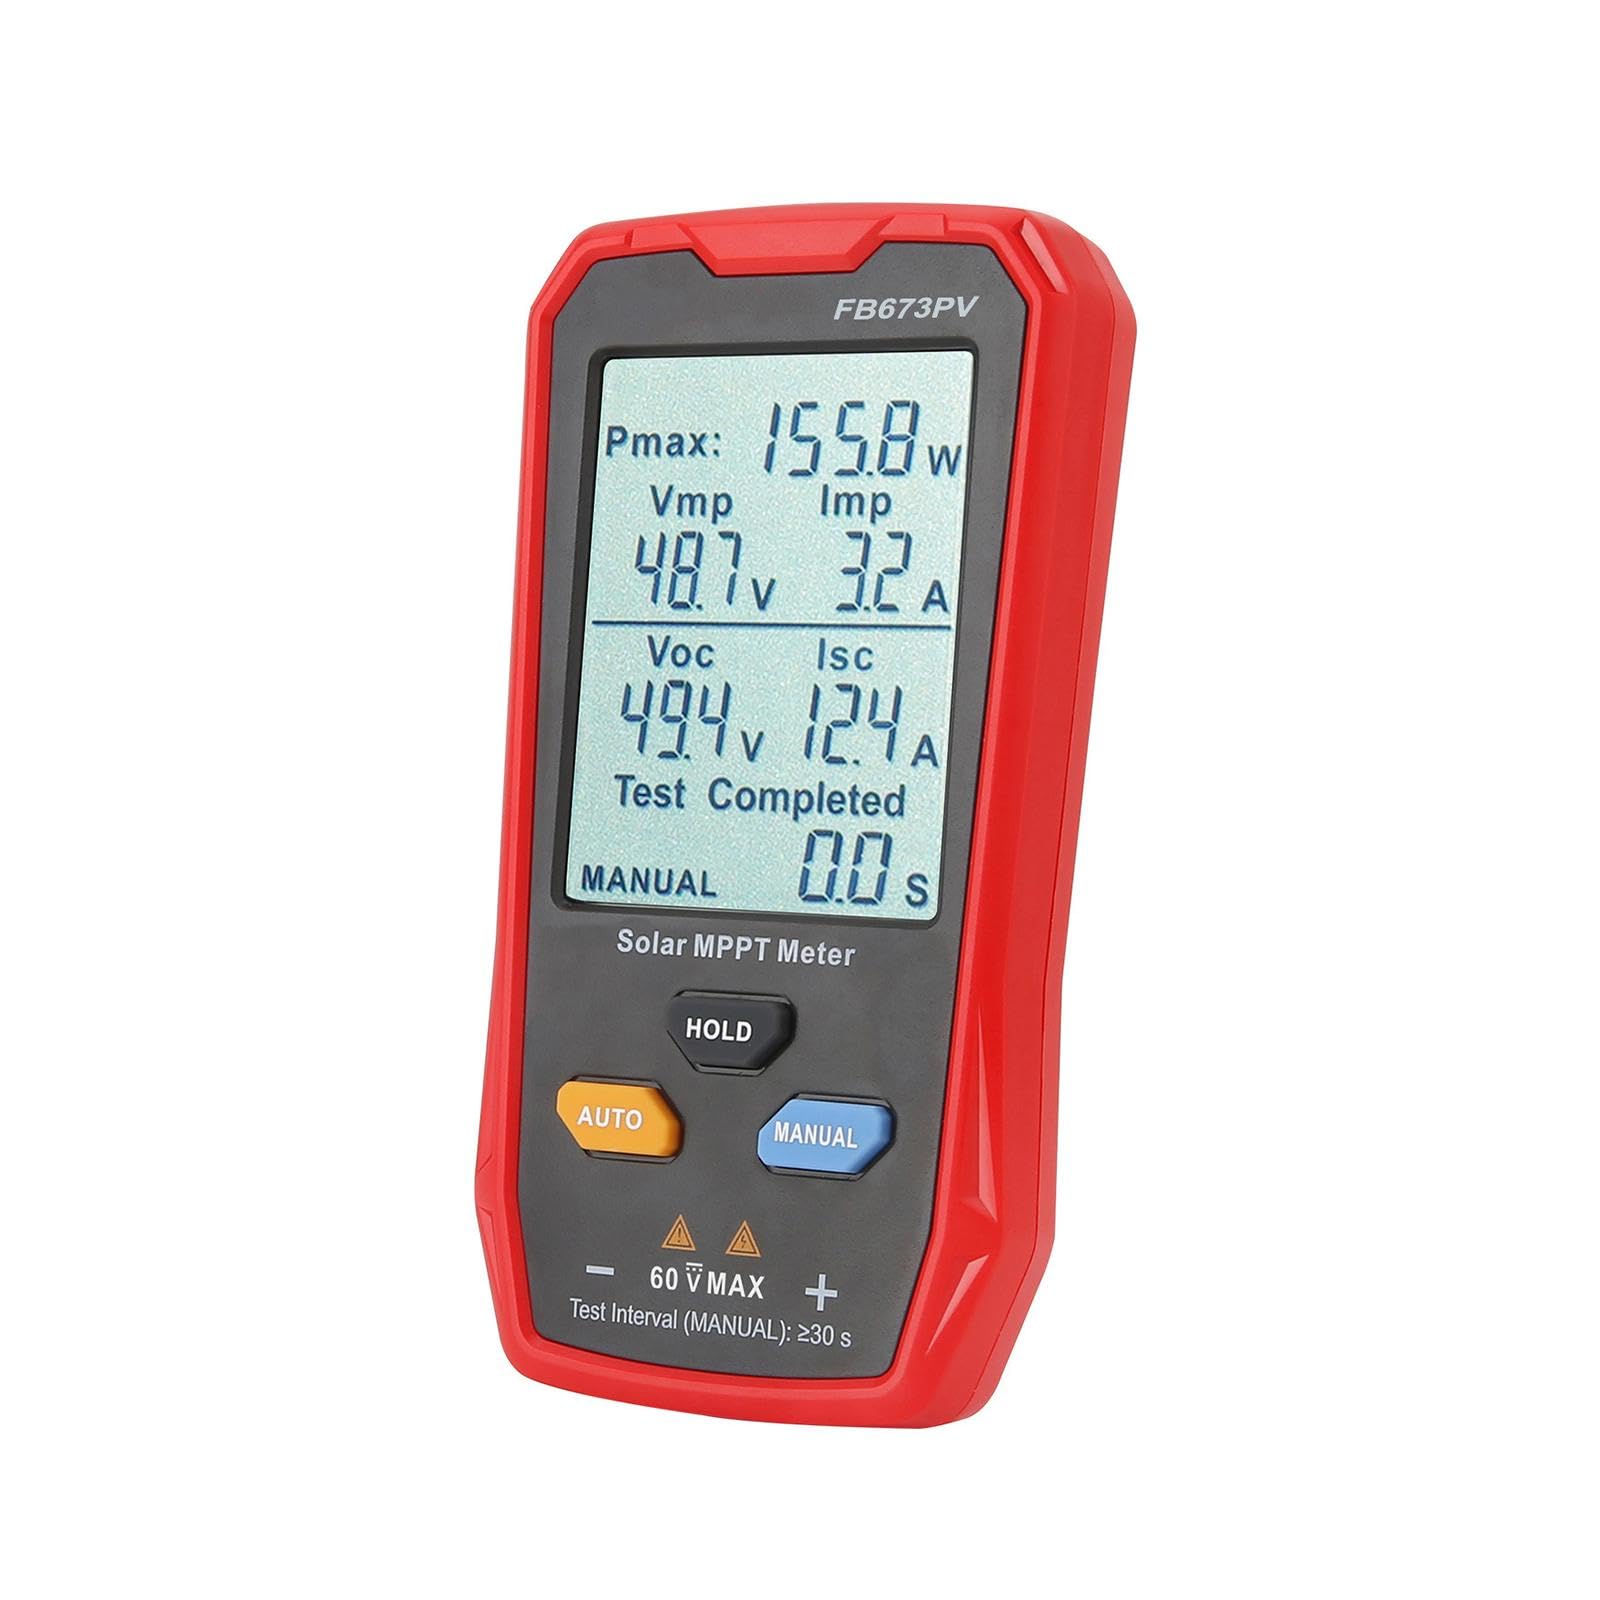 FB673PV
Pmax: 155.8 W
Vmp Imp
48.7 V 3.2 A
Voc Isc
49.4 V 12.4 A
Test Completed
MANUAL 0.0 S
Solar MPPT Meter
HOLD
AUTO MANUAL
− 60 V MAX +
Test Interval (MANUAL): ≥30 s